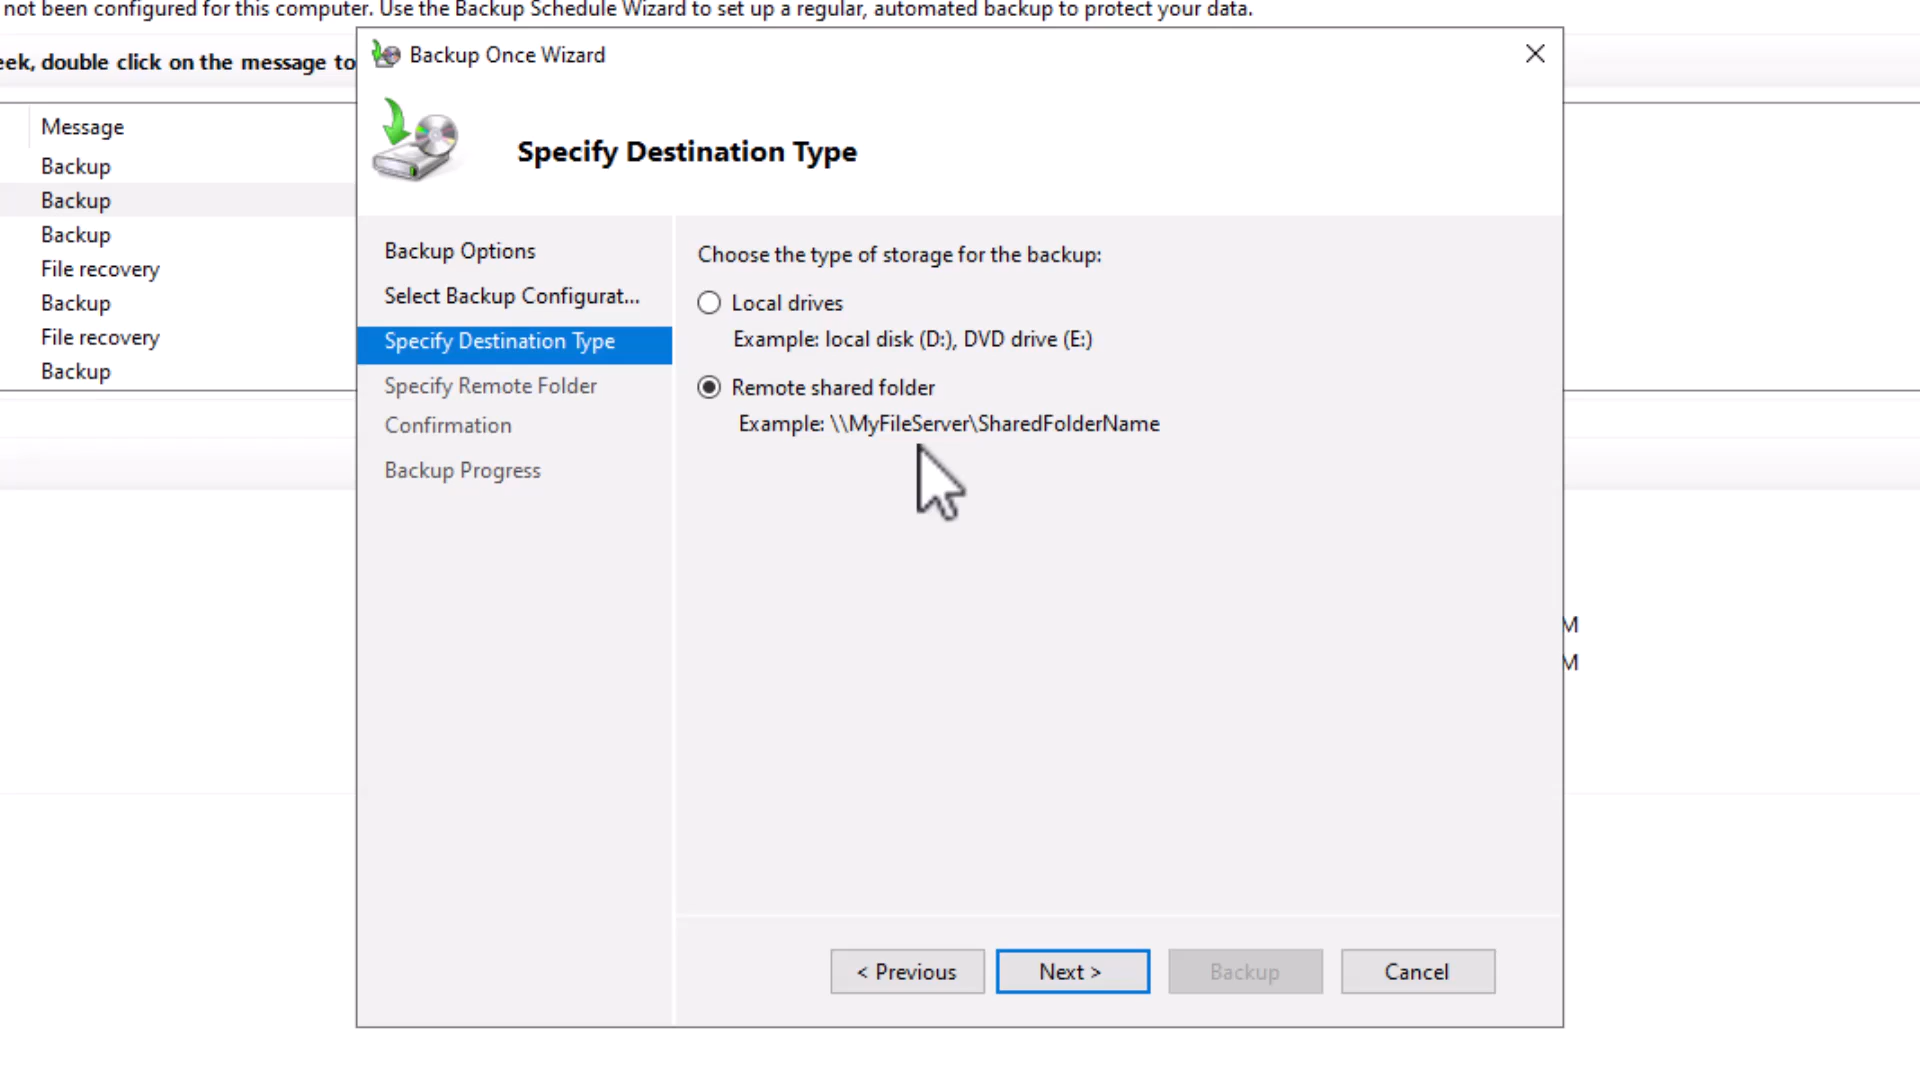 not been configured for this computer. Use the Backup Schedule Wizard to set up a regular, automated backup to protect your data.
eek, double click on the message to
Message
Backup
Backup
Backup
File recovery
Backup
File recovery
Backup
Backup Once Wizard
Specify Destination Type
Backup Options
Select Backup Configurat...
Specify Destination Type
Specify Remote Folder
Confirmation
Backup Progress
Choose the type of storage for the backup:
Local drives
Example: local disk (D:), DVD drive (E:)
Remote shared folder
Example: \\MyFileServer\SharedFolderName
M
M
< Previous
Next >
Backup
Cancel